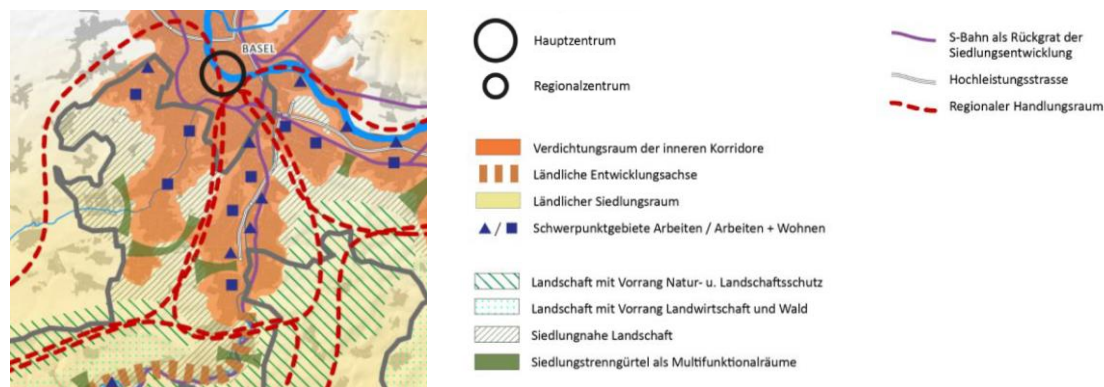 BASEL
Hauptzentrum
Regionalzentrum
Verdichtungsraum der inneren Korridore
Ländliche Entwicklungsachse
Ländlicher Siedlungsraum
/ Schwerpunktgebiete Arbeiten / Arbeiten + Wohnen
Landschaft mit Vorrang Natur- u. Landschaftsschutz
Landschaft mit Vorrang Landwirtschaft und Wald
Siedlungsnahe Landschaft
Siedlungstrenngürtel als Multifunktionalräume
S-Bahn als Rückgrat der
Siedlungsentwicklung
Hochleistungsstrasse
Regionaler Handlungsraum